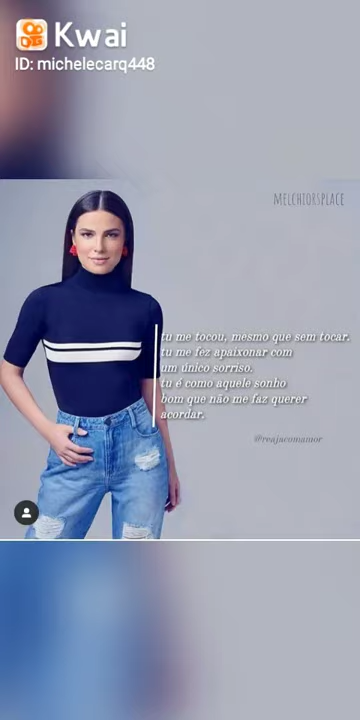 Kwai
ID: michelecarq448
MELCHIORSPLACE
tu me tocou, mesmo que sem tocar.
tu me fez apaixonar com
um único sorriso.
tu é como aquele sonho
bom que não me faz querer
acordar.
@reajacomamor